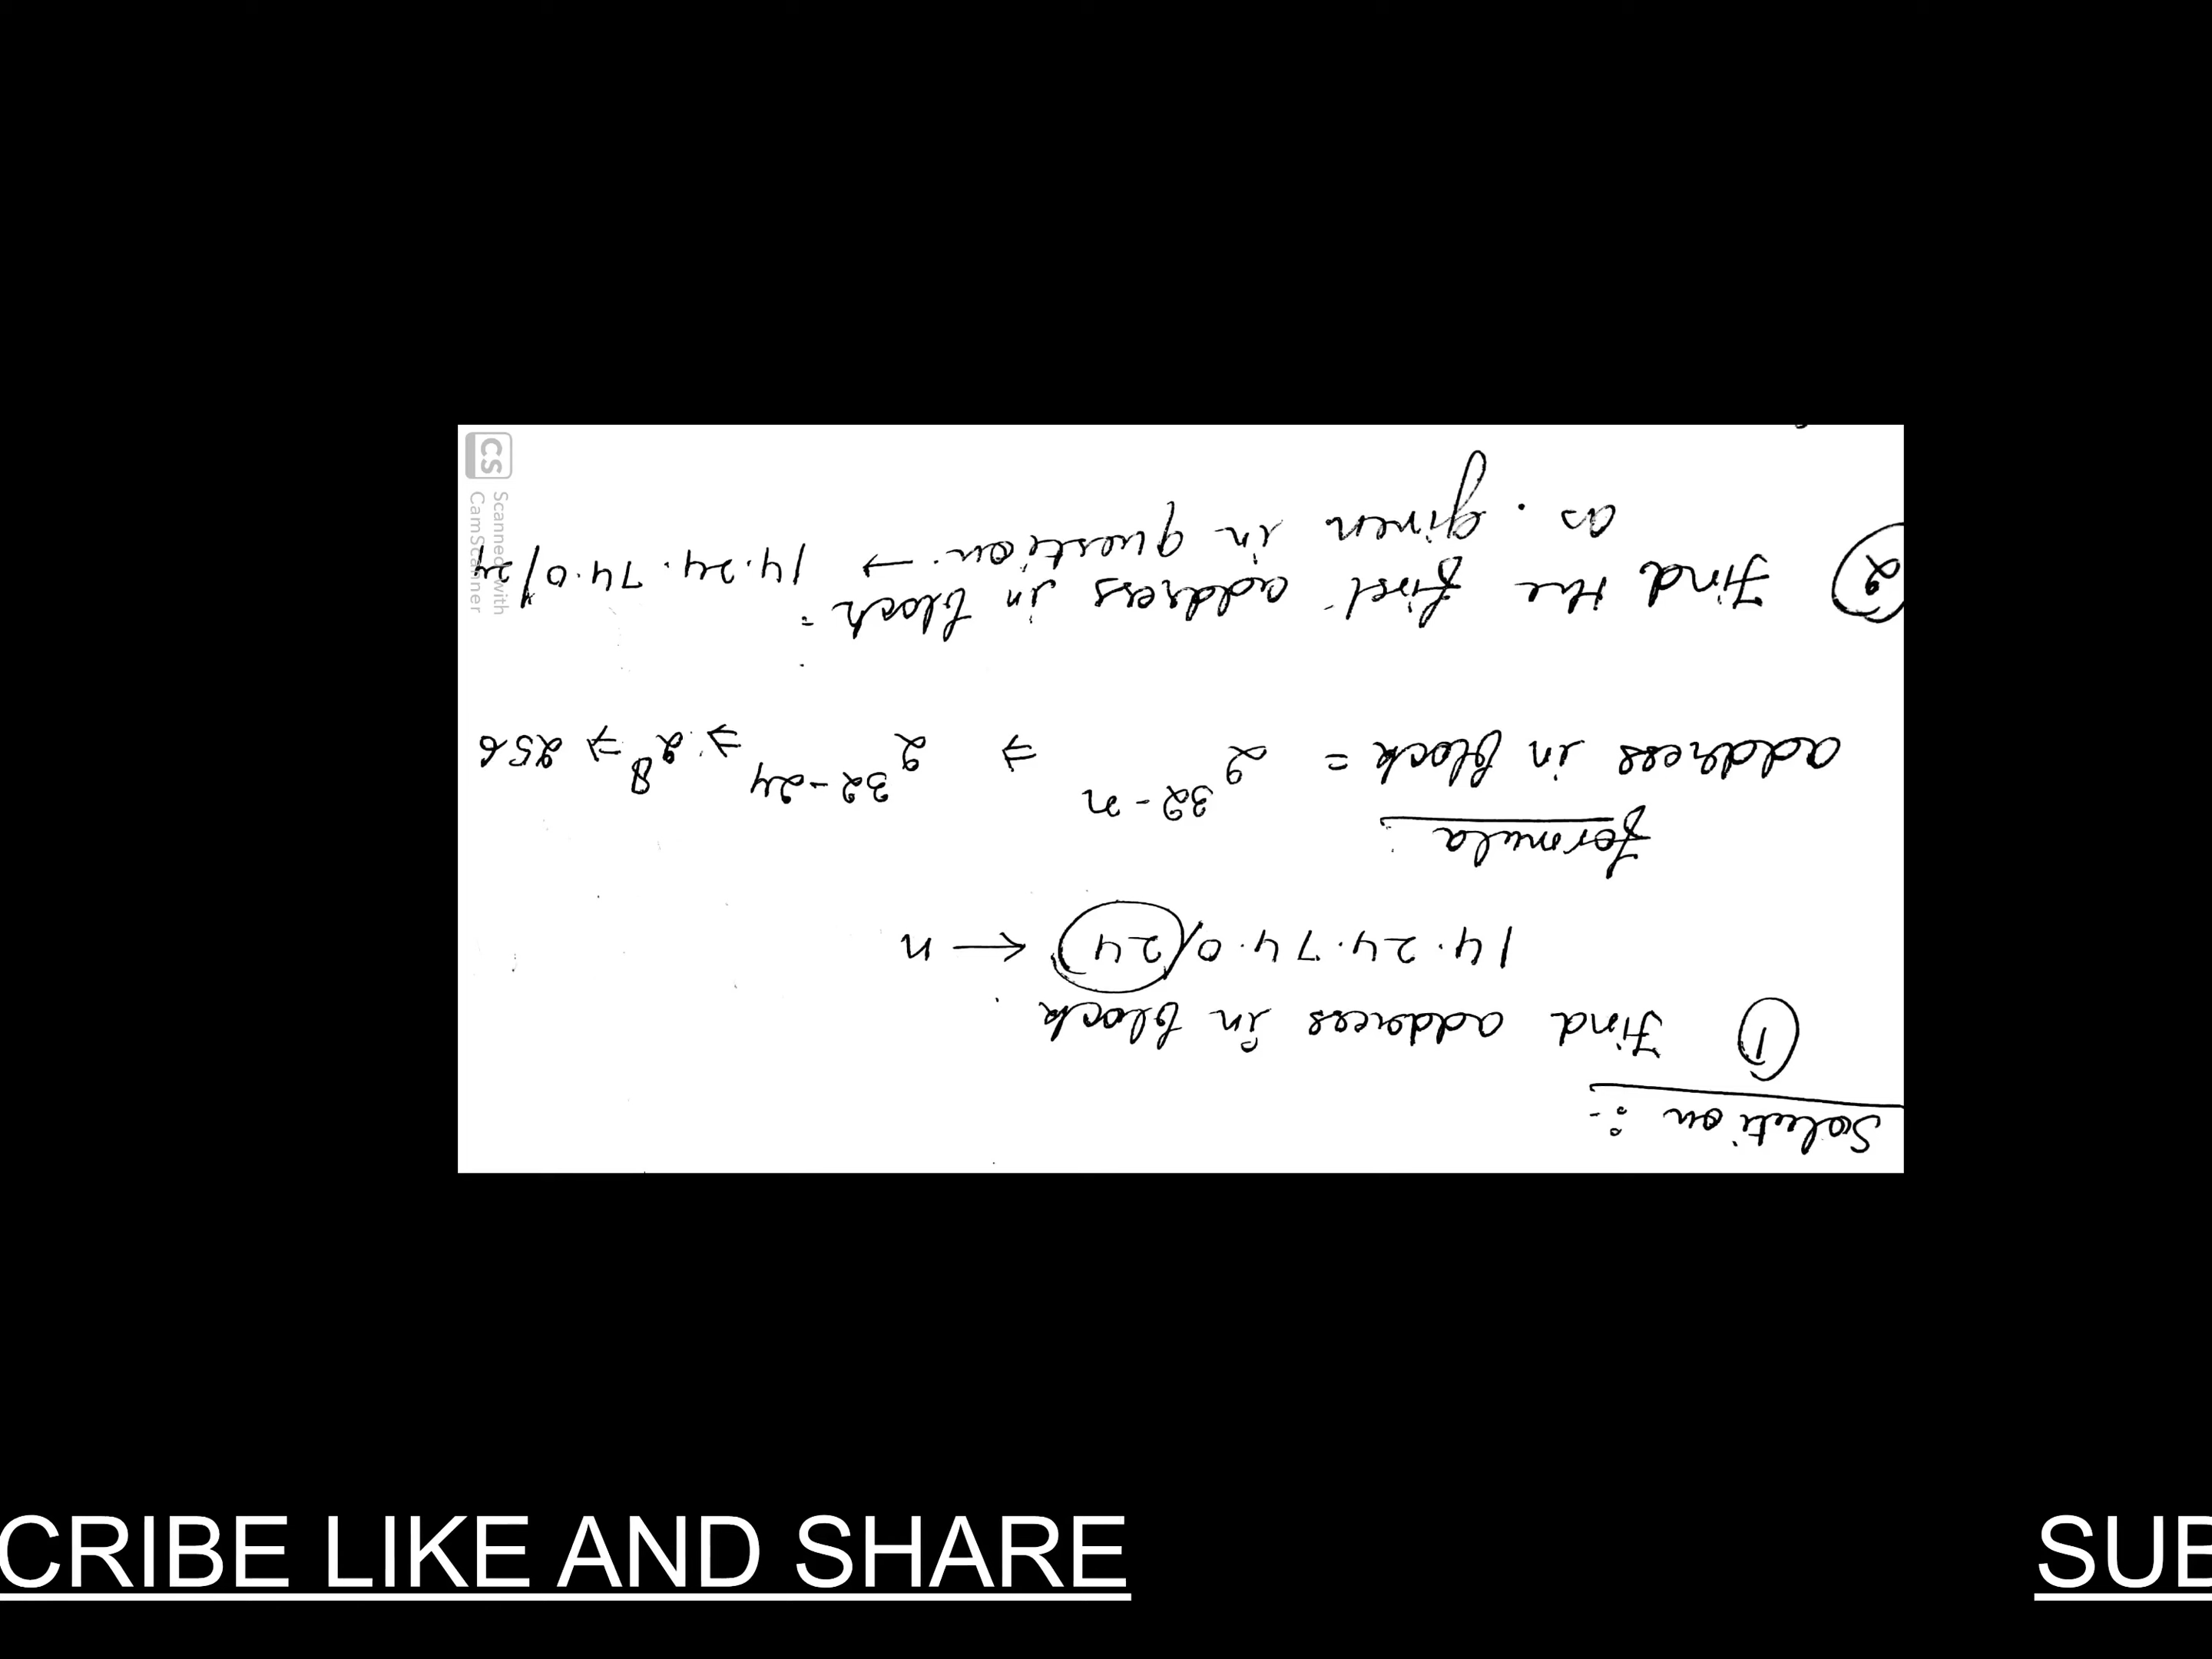 Solution :-
① Find address in block
14.24.74.0/24 ← n
formula :
address in block = 2^32-n ⇒ 2^32-24 ⇒ 2^8 ⇒ 256
② Find the first address in block =
as given in question. → 14.24.74.0/24
Scanned with
CamScanner
CS
CRIBE LIKE AND SHARE
SUB